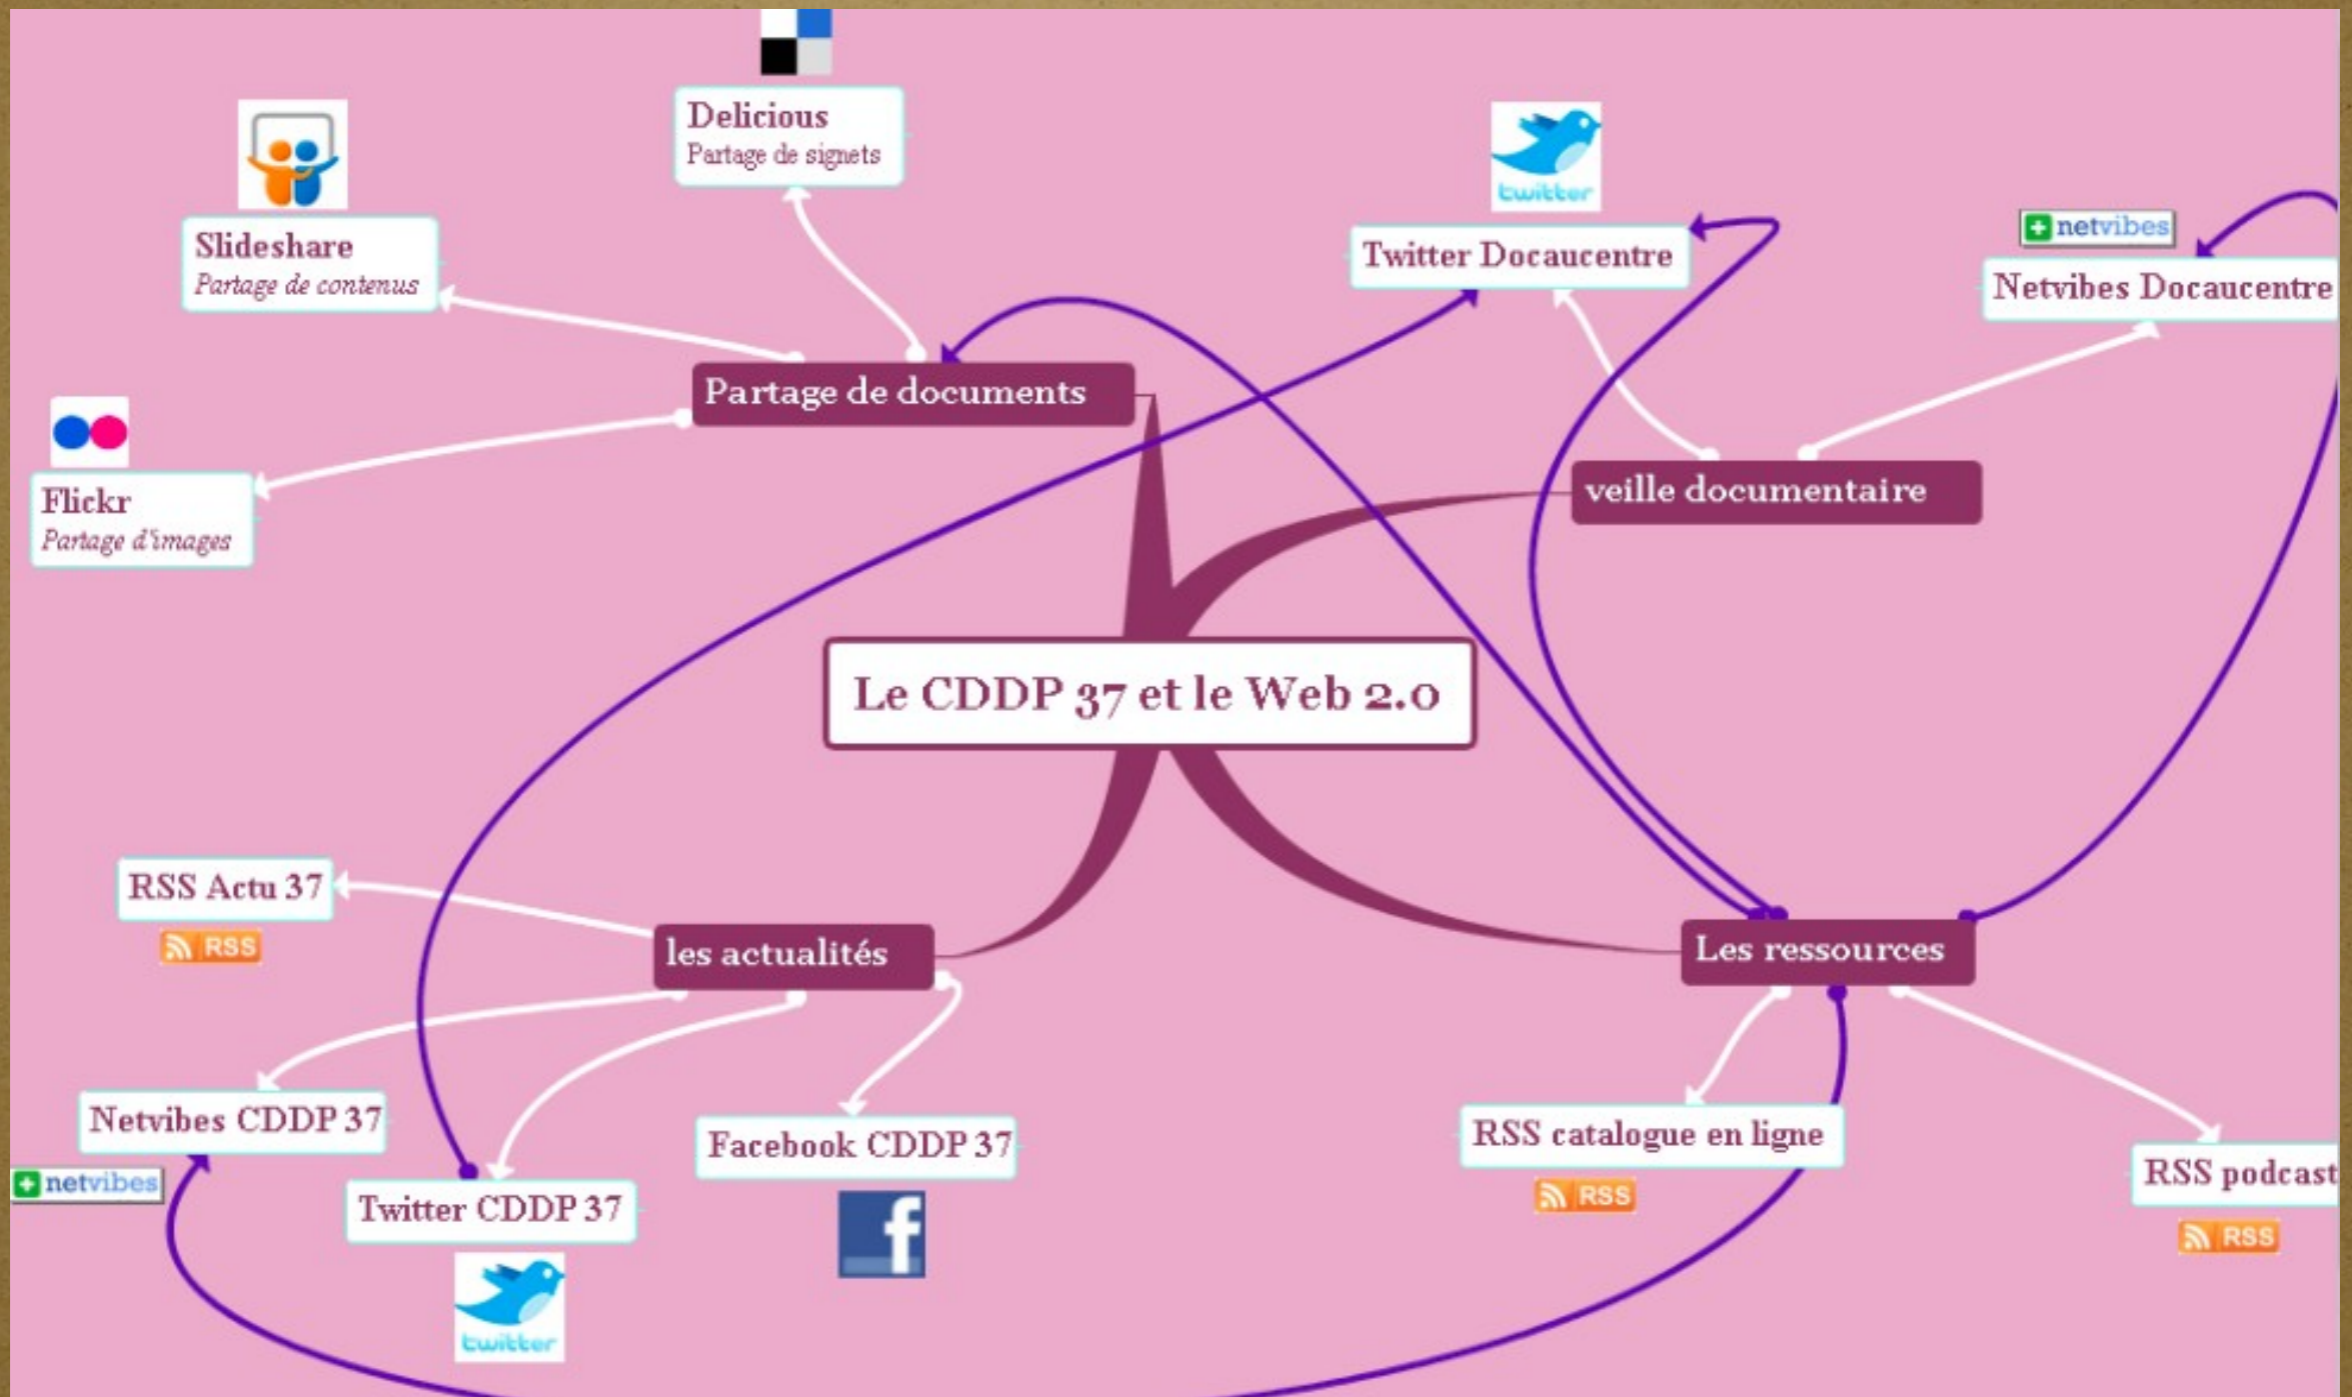 Delicious
Partage de signets
Slideshare
Partage de contenus
twitter
Twitter Docaucentre
netvibes
Netvibes Docaucentre
Partage de documents
Flickr
Partage d'images
veille documentaire
Le CDDP 37 et le Web 2.0
RSS Actu 37
RSS
les actualités
Les ressources
Netvibes CDDP 37
netvibes
Twitter CDDP 37
twitter
Facebook CDDP 37
f
RSS catalogue en ligne
RSS
RSS podcast
RSS